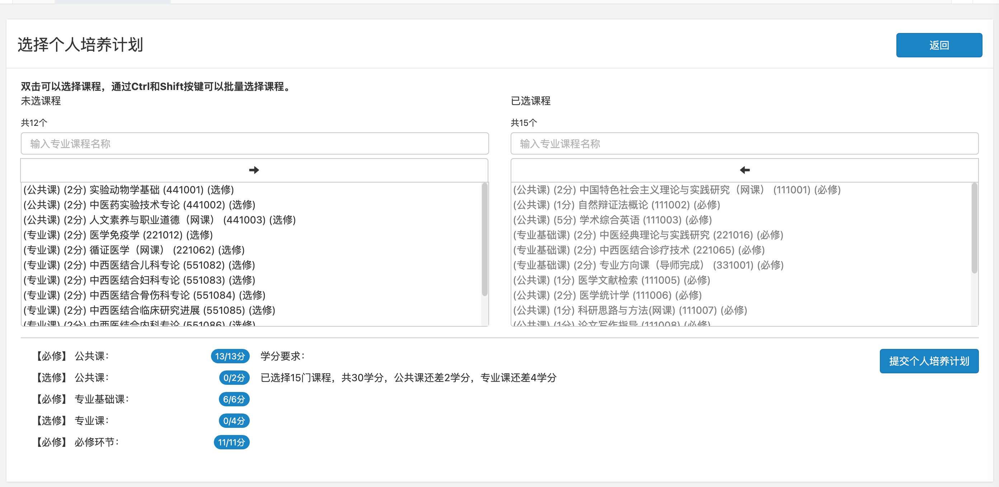 选择个人培养计划
返回
双击可以选择课程，通过Ctrl和Shift按键可以批量选择课程。
未选课程
共12个
输入专业课程名称
(公共课) (2分) 实验动物学基础 (441001) (选修)
(公共课) (2分) 中医药实验技术专论 (441002) (选修)
(公共课) (2分) 人文素养与职业道德（网课） (441003) (选修)
(专业课) (2分) 医学免疫学 (221012) (选修)
(专业课) (2分) 循证医学（网课） (221062) (选修)
(专业课) (2分) 中西医结合儿科专论 (551082) (选修)
(专业课) (2分) 中西医结合妇科专论 (551083) (选修)
(专业课) (2分) 中西医结合骨伤科专论 (551084) (选修)
(专业课) (2分) 中西医结合临床研究进展 (551085) (选修)
(专业课) (2分) 中西医结合内科专论 (551086) (选修)
已选课程
共15个
输入专业课程名称
(公共课) (2分) 中国特色社会主义理论与实践研究（网课） (111001) (必修)
(公共课) (1分) 自然辩证法概论 (111002) (必修)
(公共课) (5分) 学术综合英语 (111003) (必修)
(专业基础课) (2分) 中医经典理论与实践研究 (221016) (必修)
(专业基础课) (2分) 中西医结合诊疗技术 (221065) (必修)
(专业基础课) (2分) 专业方向课（导师完成） (331001) (必修)
(公共课) (1分) 医学文献检索 (111005) (必修)
(公共课) (2分) 医学统计学 (111006) (必修)
(公共课) (1分) 科研思路与方法(网课) (111007) (必修)
(公共课) (1分) 论文写作指导 (111008) (必修)
【必修】 公共课： 13/13分
【选修】 公共课： 0/2分
【必修】 专业基础课： 6/6分
【选修】 专业课： 0/4分
【必修】 必修环节： 11/11分
学分要求：
已选择15门课程，共30学分，公共课还差2学分，专业课还差4学分
提交个人培养计划